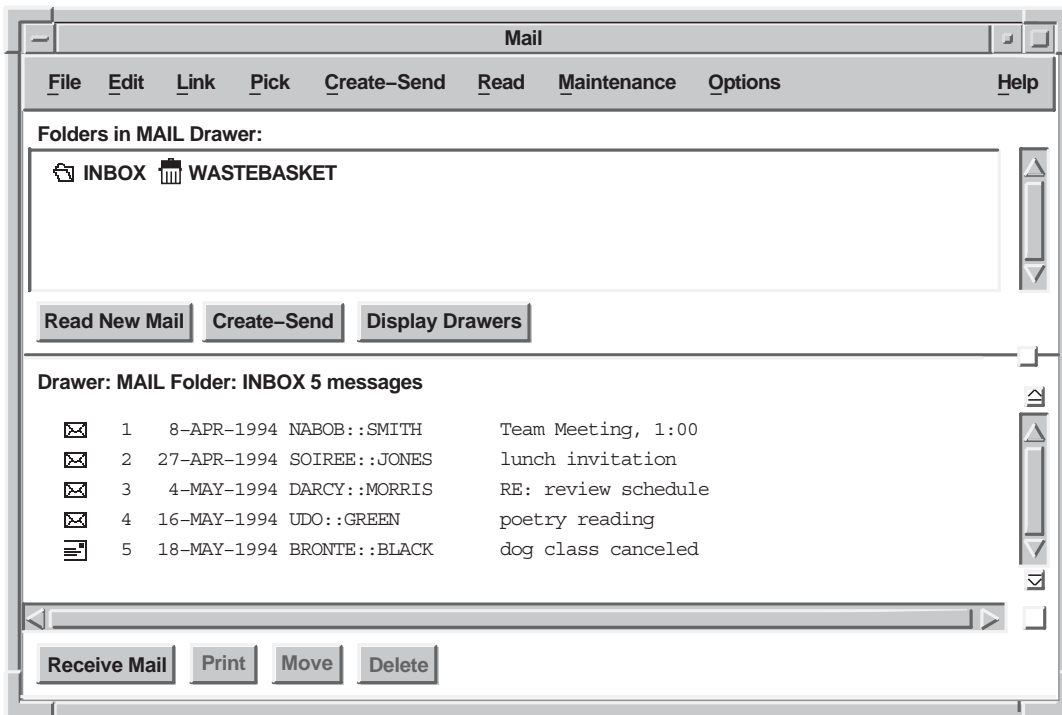 Mail
File Edit Link Pick Create–Send Read Maintenance Options Help
Folders in MAIL Drawer:
INBOX WASTEBASKET
Read New Mail Create–Send Display Drawers
Drawer: MAIL Folder: INBOX 5 messages
1 8–APR–1994 NABOB::SMITH Team Meeting, 1:00
2 27–APR–1994 SOIREE::JONES lunch invitation
3 4–MAY–1994 DARCY::MORRIS RE: review schedule
4 16–MAY–1994 UDO::GREEN poetry reading
5 18–MAY–1994 BRONTE::BLACK dog class canceled
Receive Mail Print Move Delete